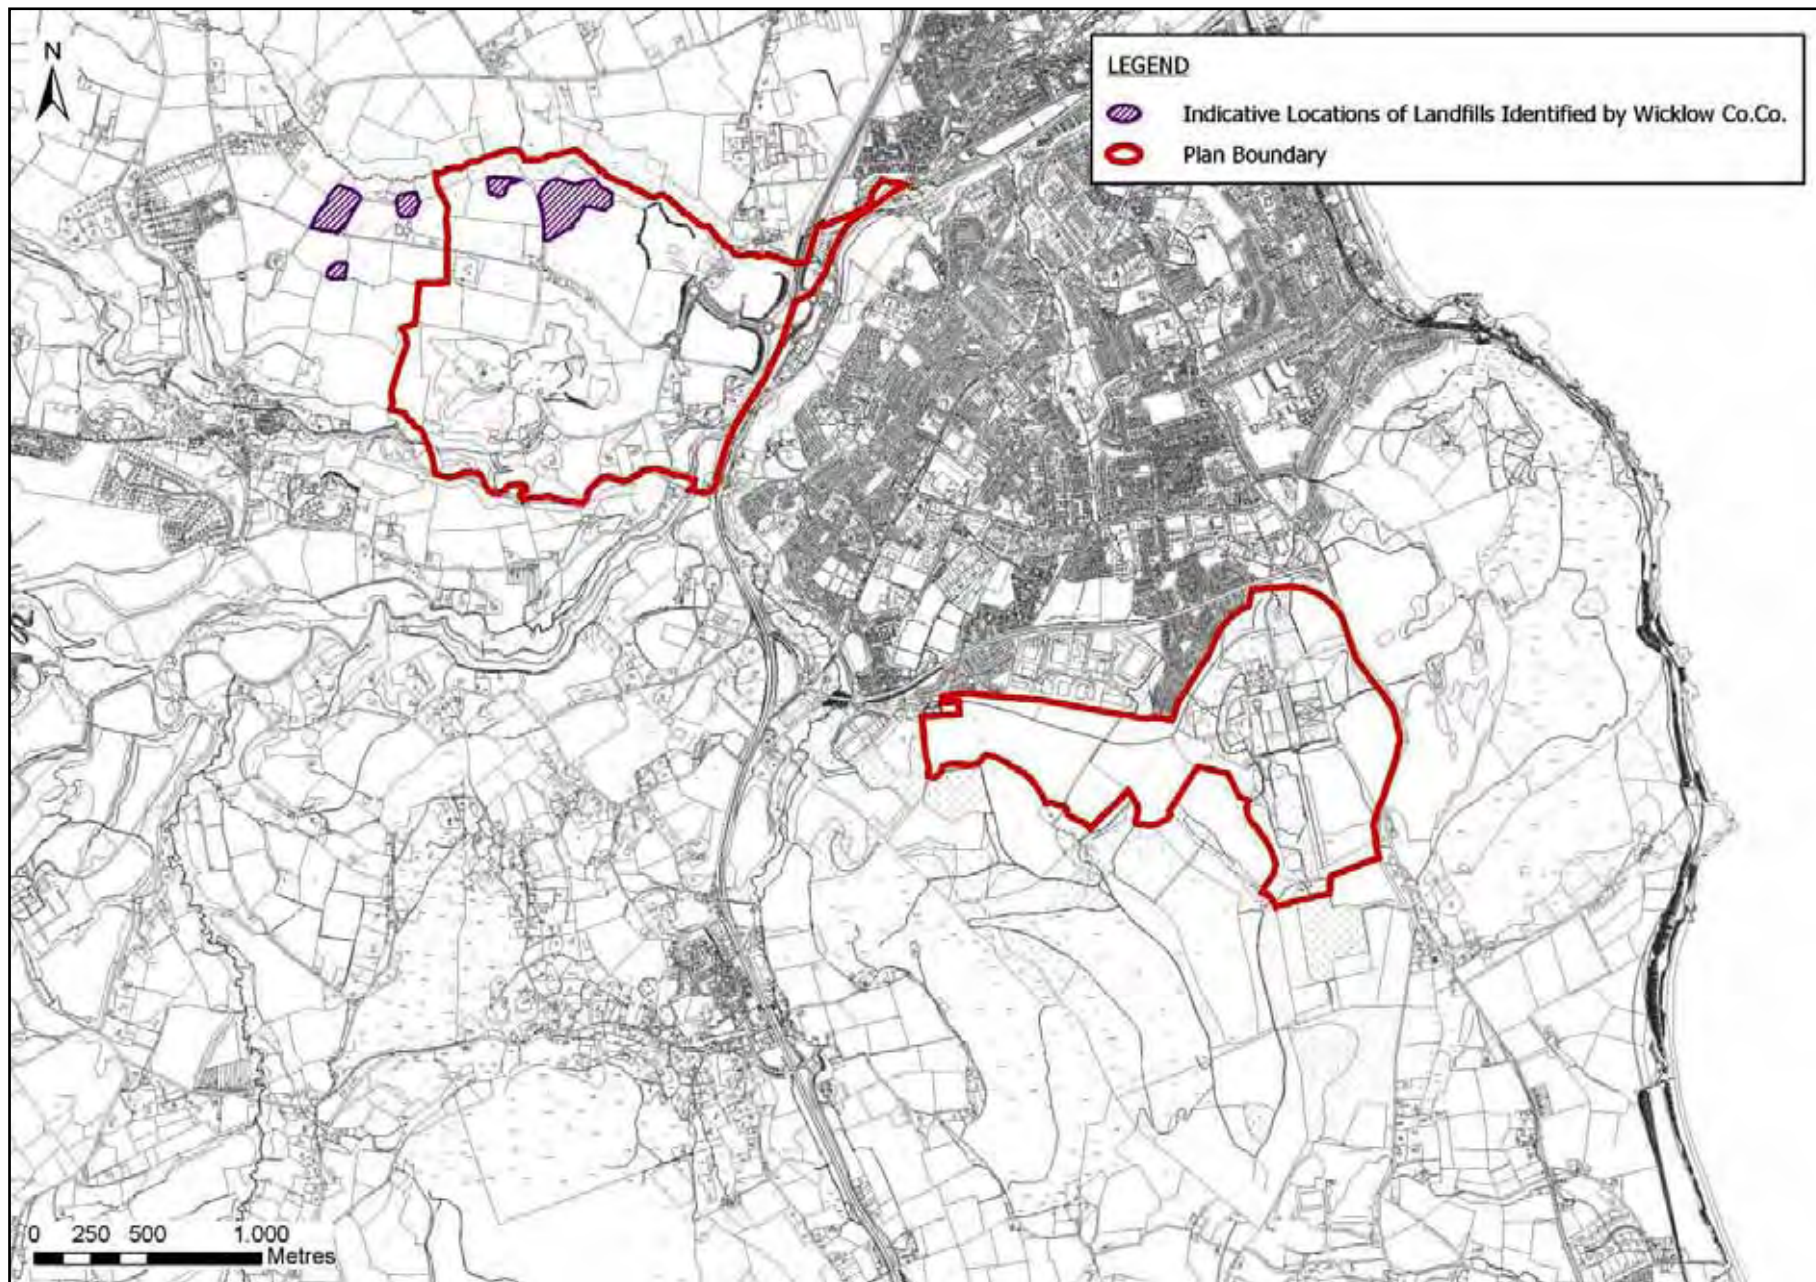 N
LEGEND
Indicative Locations of Landfills Identified by Wicklow Co.Co.
Plan Boundary
0 250 500 1.000
Metres